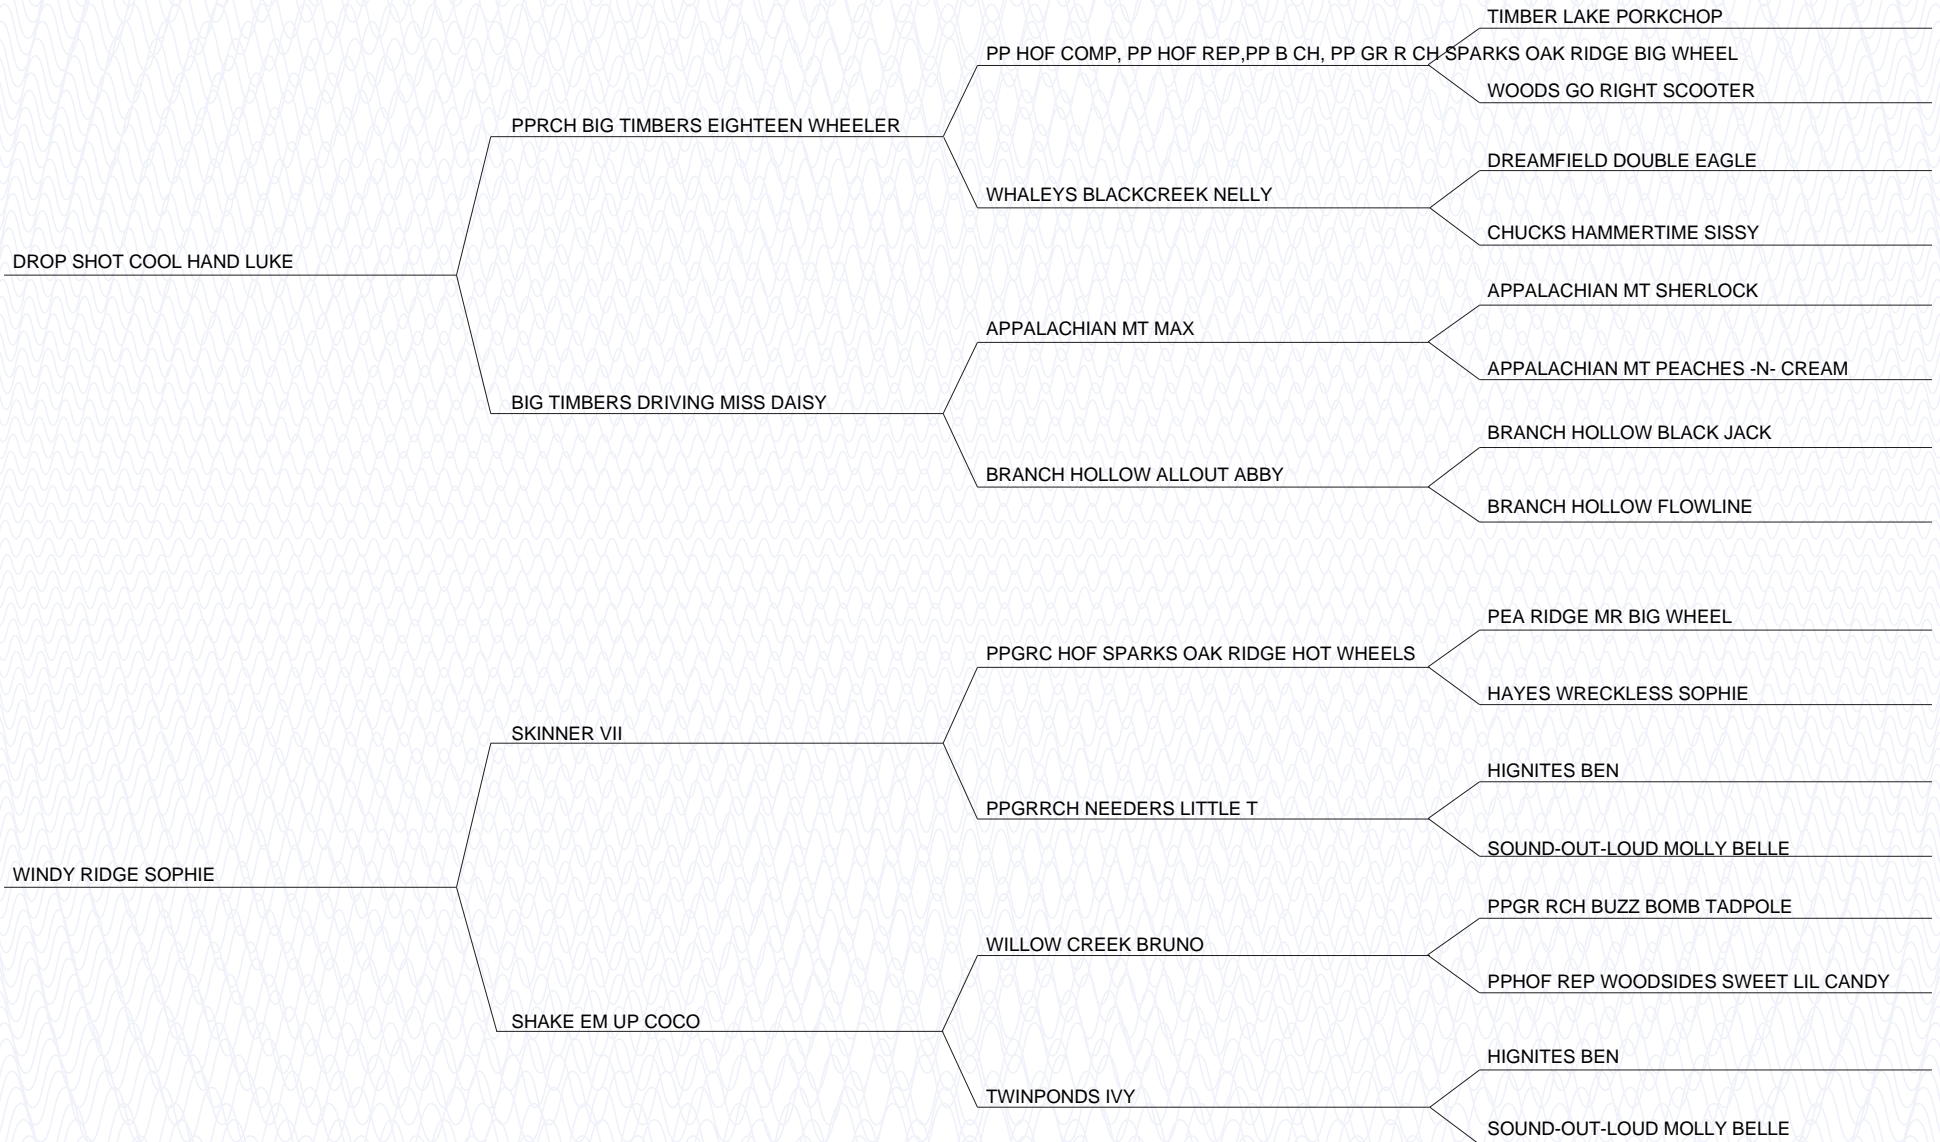 TIMBER LAKE PORKCHOP
PP HOF COMP, PP HOF REP,PP B CH, PP GR R CH SPARKS OAK RIDGE BIG WHEEL
WOODS GO RIGHT SCOOTER
PPRCH BIG TIMBERS EIGHTEEN WHEELER
DREAMFIELD DOUBLE EAGLE
WHALEYS BLACKCREEK NELLY
CHUCKS HAMMERTIME SISSY
DROP SHOT COOL HAND LUKE
APPALACHIAN MT SHERLOCK
APPALACHIAN MT MAX
APPALACHIAN MT PEACHES -N- CREAM
BIG TIMBERS DRIVING MISS DAISY
BRANCH HOLLOW BLACK JACK
BRANCH HOLLOW ALLOUT ABBY
BRANCH HOLLOW FLOWLINE
PEA RIDGE MR BIG WHEEL
PPGRC HOF SPARKS OAK RIDGE HOT WHEELS
HAYES WRECKLESS SOPHIE
SKINNER VII
HIGNITES BEN
PPGRRCH NEEDERS LITTLE T
SOUND-OUT-LOUD MOLLY BELLE
WINDY RIDGE SOPHIE
PPGR RCH BUZZ BOMB TADPOLE
WILLOW CREEK BRUNO
PPHOF REP WOODSIDES SWEET LIL CANDY
SHAKE EM UP COCO
HIGNITES BEN
TWINPONDS IVY
SOUND-OUT-LOUD MOLLY BELLE